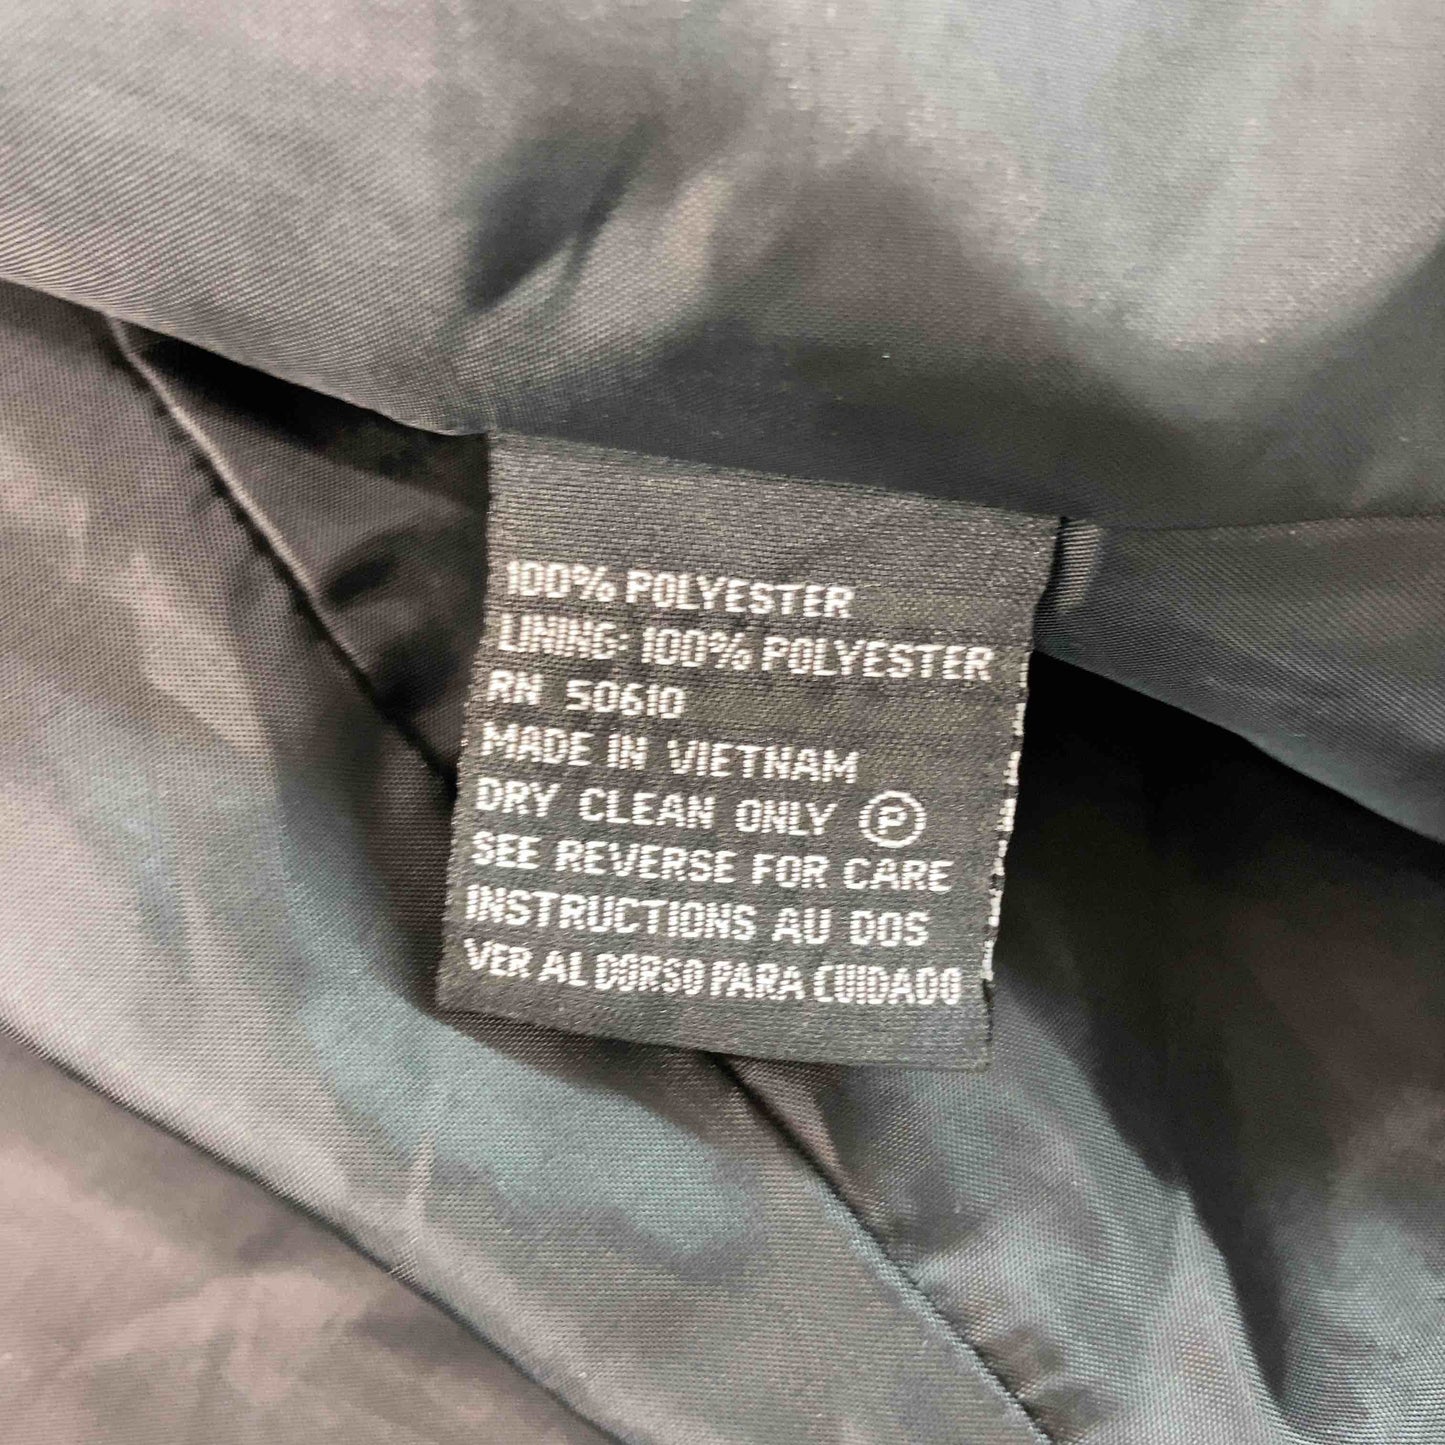 100% POLYESTER
LINING: 100% POLYESTER
RN 50610
MADE IN VIETNAM
DRY CLEAN ONLY Ⓟ
SEE REVERSE FOR CARE
INSTRUCTIONS AU DOS
VER AL DORSO PARA CUIDADO